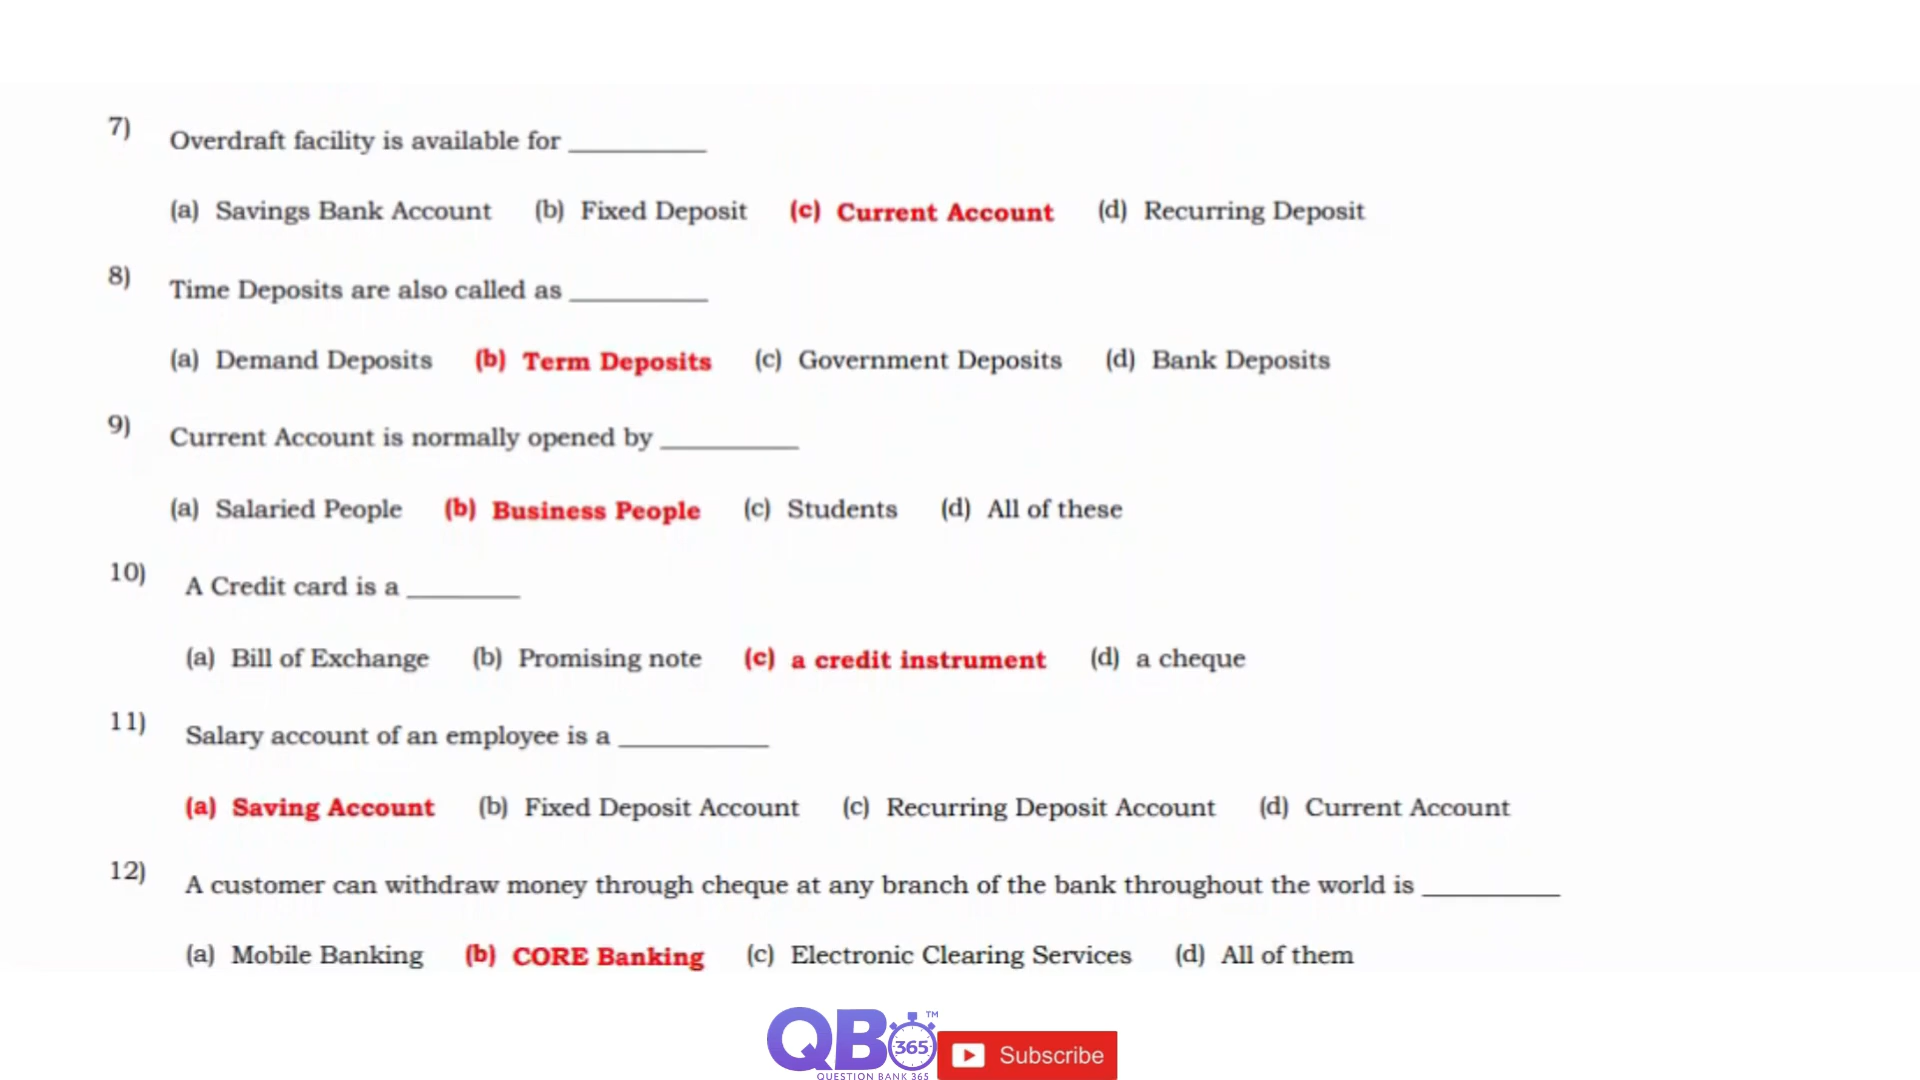 7) Overdraft facility is available for __________
(a) Savings Bank Account (b) Fixed Deposit (c) Current Account (d) Recurring Deposit
8) Time Deposits are also called as __________
(a) Demand Deposits (b) Term Deposits (c) Government Deposits (d) Bank Deposits
9) Current Account is normally opened by __________
(a) Salaried People (b) Business People (c) Students (d) All of these
10) A Credit card is a ________
(a) Bill of Exchange (b) Promising note (c) a credit instrument (d) a cheque
11) Salary account of an employee is a ___________
(a) Saving Account (b) Fixed Deposit Account (c) Recurring Deposit Account (d) Current Account
12) A customer can withdraw money through cheque at any branch of the bank throughout the world is __________
(a) Mobile Banking (b) CORE Banking (c) Electronic Clearing Services (d) All of them
QB 365 ™
QUESTION BANK 365
Subscribe